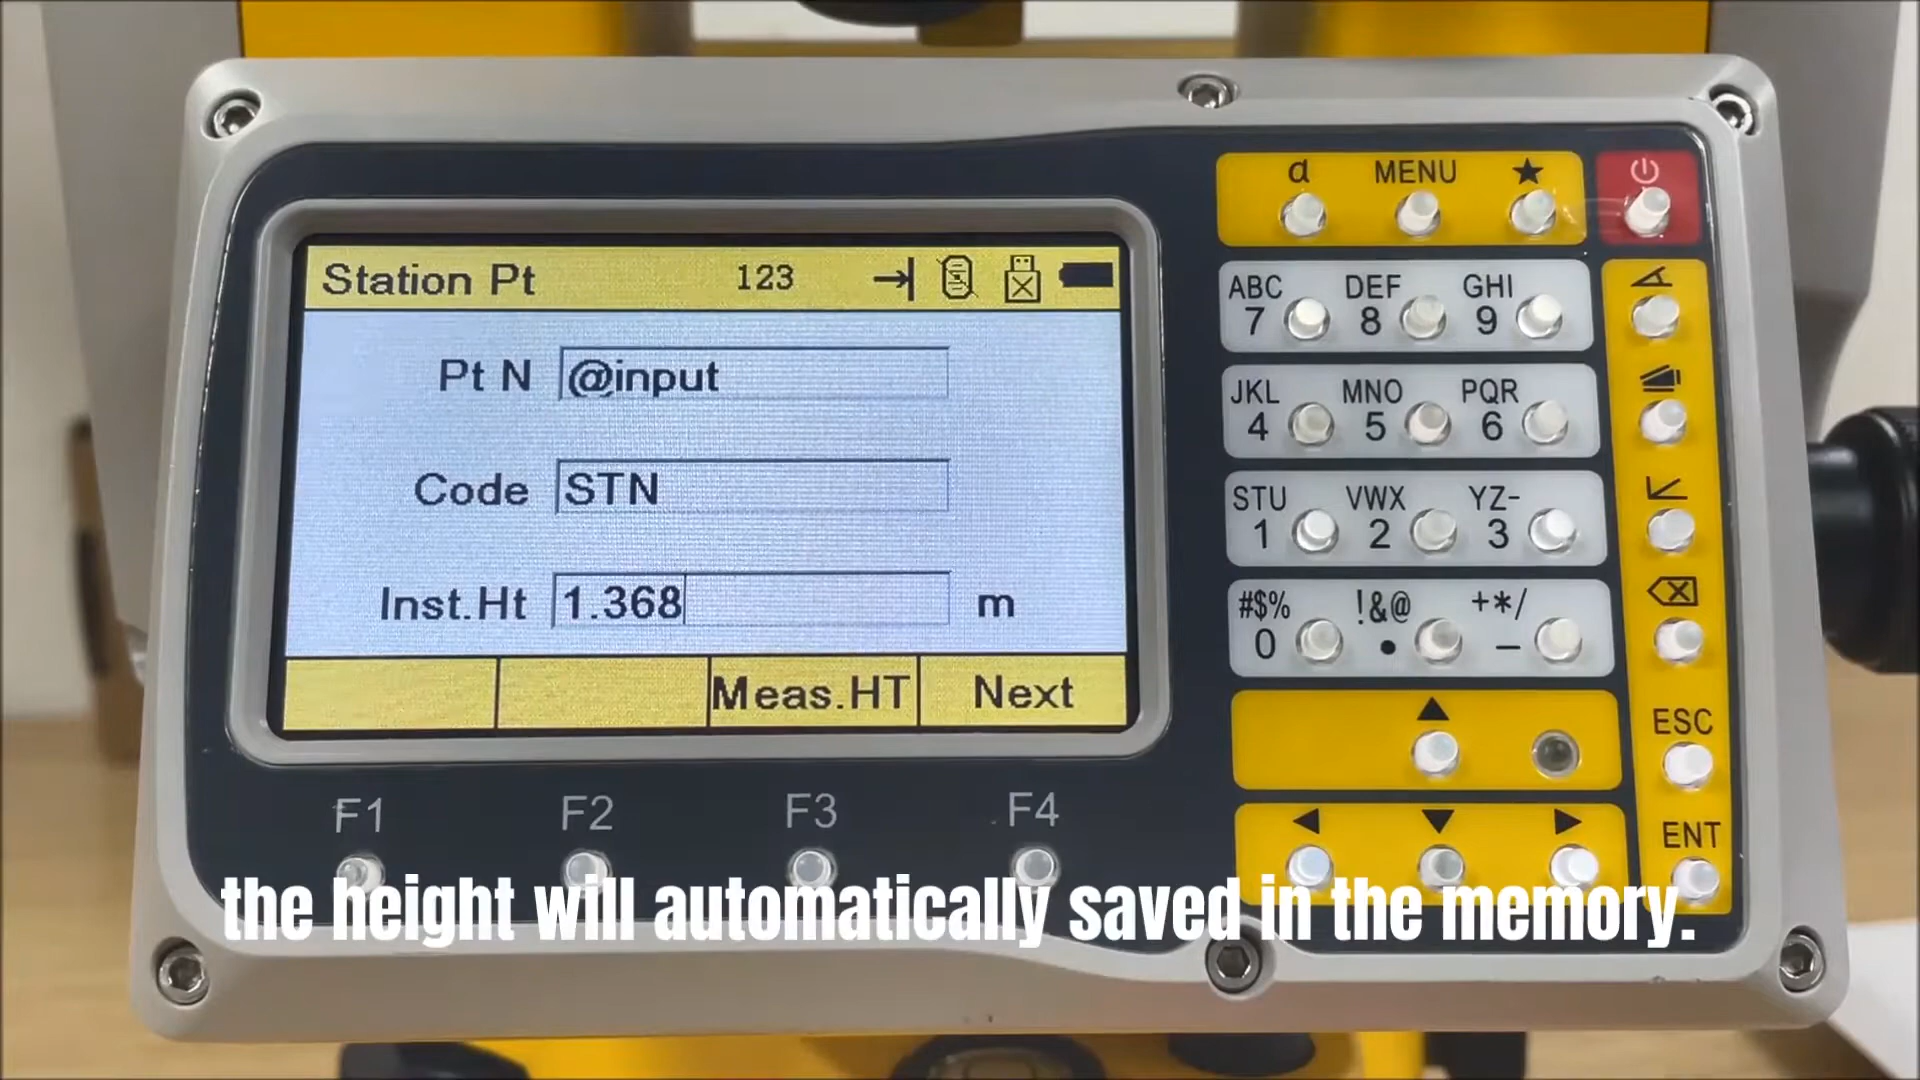 Station Pt 123
Pt N @input
Code STN
Inst.Ht 1.368 m
Meas.HT Next
F1 F2 F3 F4
α MENU
ABC DEF GHI
7 8 9
JKL MNO PQR
4 5 6
STU VWX YZ-
1 2 3
#$% !&@ +*/
0 • −
ESC
ENT
the height will automatically saved in the memory.